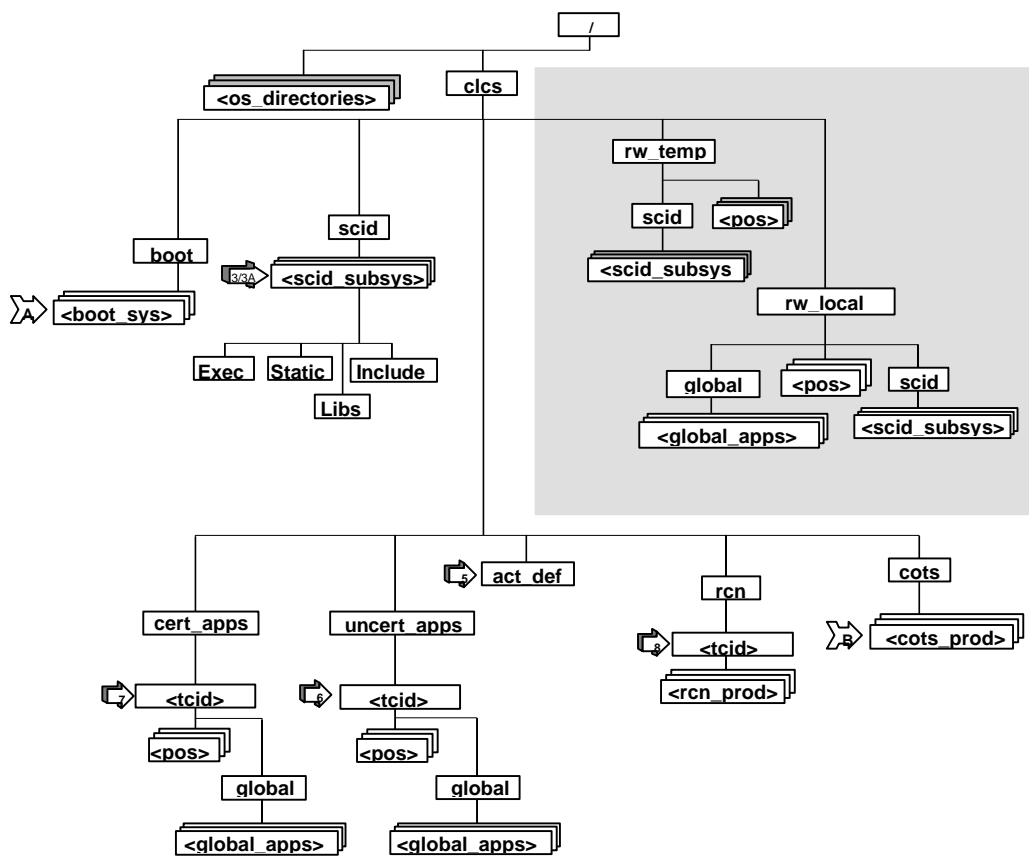 /
<os_directories>
clcs
rw_temp
scid
<pos>
<scid_subsys
boot
scid
A
<boot_sys>
3/3A
<scid_subsys>
Exec
Static
Include
Libs
rw_local
global
<pos>
scid
<global_apps>
<scid_subsys>
5
act_def
cots
rcn
cert_apps
uncert_apps
8
<tcid>
B
<cots_prod>
7
<tcid>
6
<tcid>
<rcn_prod>
<pos>
<pos>
global
global
<global_apps>
<global_apps>